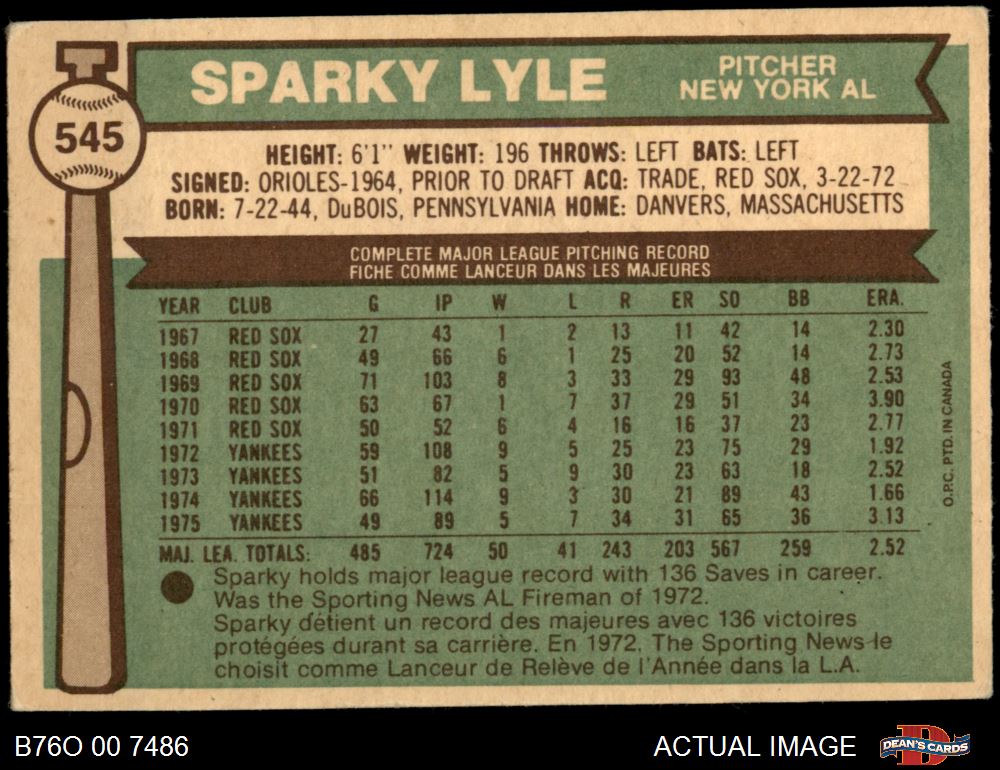 SPARKY LYLE
PITCHER
NEW YORK AL
545
HEIGHT: 6'1" WEIGHT: 196 THROWS: LEFT BATS: LEFT
SIGNED: ORIOLES-1964, PRIOR TO DRAFT ACQ: TRADE, RED SOX, 3-22-72
BORN: 7-22-44, DuBOIS, PENNSYLVANIA HOME: DANVERS, MASSACHUSETTS
COMPLETE MAJOR LEAGUE PITCHING RECORD
FICHE COMME LANCEUR DANS LES MAJEURES
YEAR CLUB G IP W L R ER SO BB ERA.
1967 RED SOX 27 43 1 2 13 11 42 14 2.30
1968 RED SOX 49 66 6 1 25 20 52 14 2.73
1969 RED SOX 71 103 8 3 33 29 93 48 2.53
1970 RED SOX 63 67 1 7 37 29 51 34 3.90
1971 RED SOX 50 52 6 4 16 16 37 23 2.77
1972 YANKEES 59 108 9 5 25 23 75 29 1.92
1973 YANKEES 51 82 5 9 30 23 63 18 2.52
1974 YANKEES 66 114 9 3 30 21 89 43 1.66
1975 YANKEES 49 89 5 7 34 31 65 36 3.13
MAJ. LEA. TOTALS: 485 724 50 41 243 203 567 259 2.52
Sparky holds major league record with 136 Saves in career.
Was the Sporting News AL Fireman of 1972.
Sparky détient un record des majeures avec 136 victoires
protégées durant sa carrière. En 1972, The Sporting News le
choisit comme Lanceur de Relève de l'Année dans la L.A.
O.P.C. PTD. IN CANADA
B76O 00 7486
ACTUAL IMAGE
DEAN'S CARDS